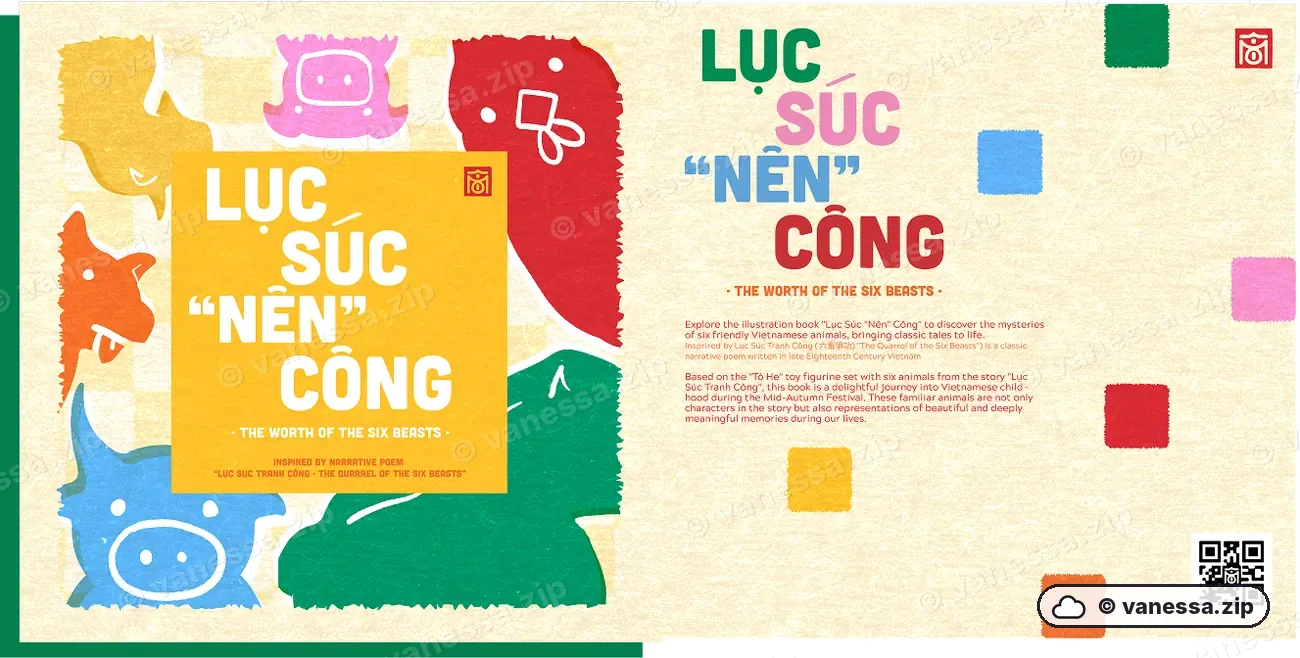 LỤC
SÚC
“NÊN”
CÔNG
- THE WORTH OF THE SIX BEASTS -
INSPIRED BY NARRATIVE POEM
“LỤC SÚC TRANH CÔNG - THE QUARREL OF THE SIX BEASTS”
LỤC
SÚC
“NÊN”
CÔNG
- THE WORTH OF THE SIX BEASTS -
Explore the illustration book "Lục Súc "Nên" Công" to discover the mysteries
of six friendly Vietnamese animals, bringing classic tales to life.
Inspired by Lục Súc Tranh Công (六畜爭功) "The Quarrel of the Six Beasts") is a classic
narrative poem written in late Eighteenth Century Vietnam
Based on the "Tò He" toy figurine set with six animals from the story "Lục
Súc Tranh Công", this book is a delightful journey into Vietnamese child -
hood during the Mid-Autumn Festival. These familiar animals are not only
characters in the story but also representations of beautiful and deeply
meaningful memories during our lives.
© vanessa.zip